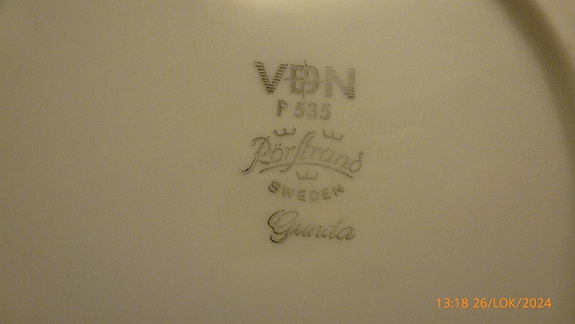 VDN
P 535
Rörstrand
SWEDEN
Gunda
13:18 26/LOK/2024